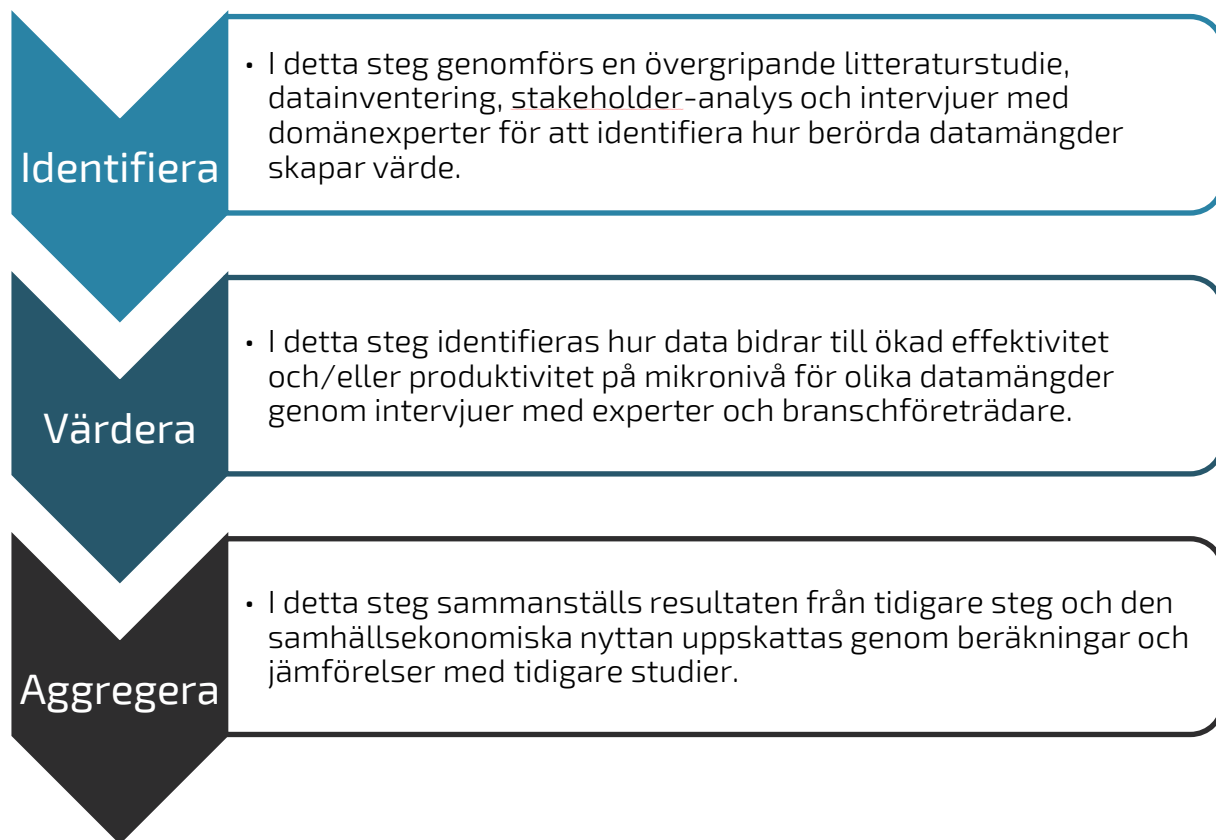 Identifiera
• I detta steg genomförs en övergripande litteraturstudie,
datainventering, stakeholder-analys och intervjuer med
domänexperter för att identifiera hur berörda datamängder
skapar värde.
Värdera
• I detta steg identifieras hur data bidrar till ökad effektivitet
och/eller produktivitet på mikronivå för olika datamängder
genom intervjuer med experter och branschföreträdare.
Aggregera
• I detta steg sammanställs resultaten från tidigare steg och den
samhällsekonomiska nyttan uppskattas genom beräkningar och
jämförelser med tidigare studier.